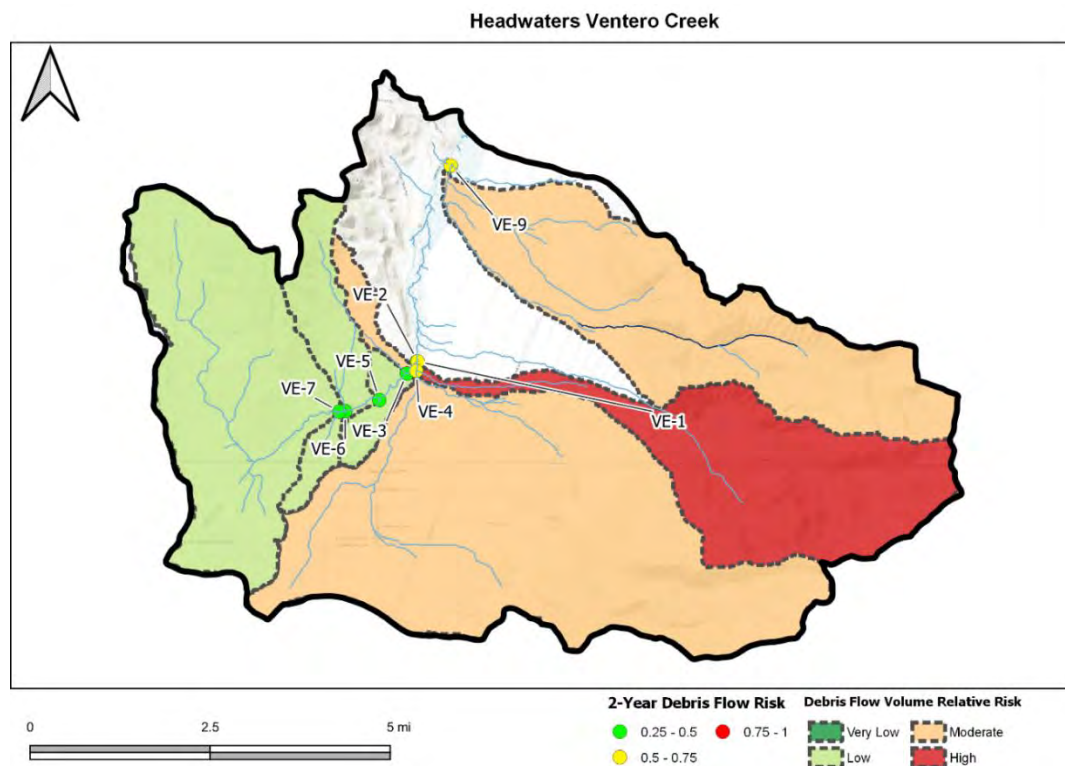 Headwaters Ventero Creek
VE-9
VE-2
VE-5
VE-7
VE-3
VE-4
VE-1
VE-6
0 2.5 5 mi
2-Year Debris Flow Risk
0.25 - 0.5
0.75 - 1
0.5 - 0.75
Debris Flow Volume Relative Risk
Very Low
Moderate
Low
High